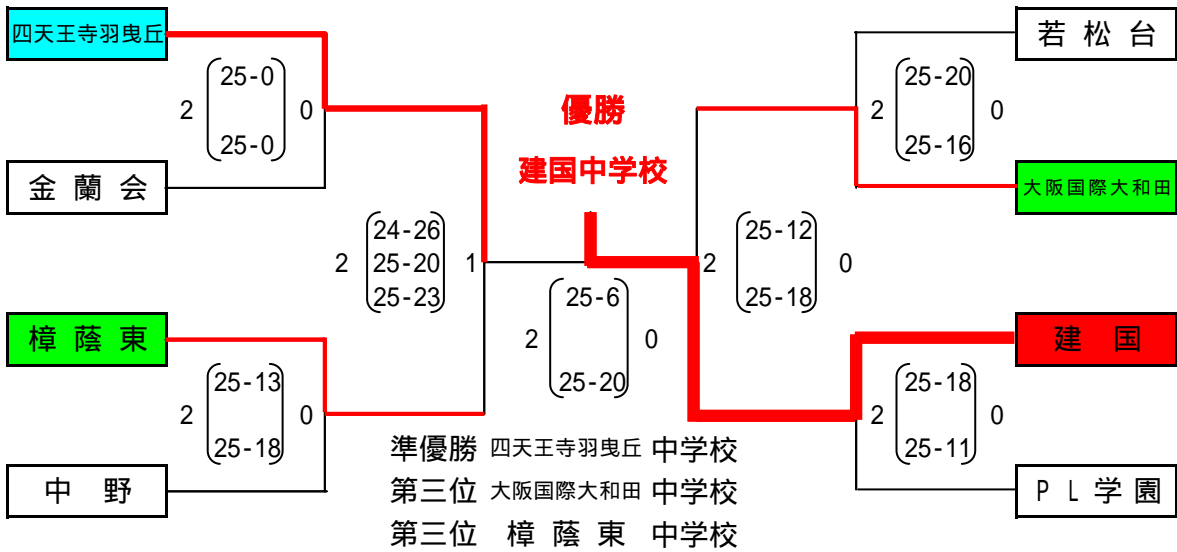 四天王寺羽曳丘
2 25-0 0
25-0
金蘭会
2 24-26 1
25-20
25-23
樟蔭東
2 25-13 0
25-18
中野
優勝
建国中学校
2 25-6 0
25-20
若松台
2 25-20 0
25-16
大阪国際大和田
2 25-12 0
25-18
建国
2 25-18 0
25-11
PL学園
準優勝 四天王寺羽曳丘 中学校
第三位 大阪国際大和田 中学校
第三位 樟蔭東 中学校